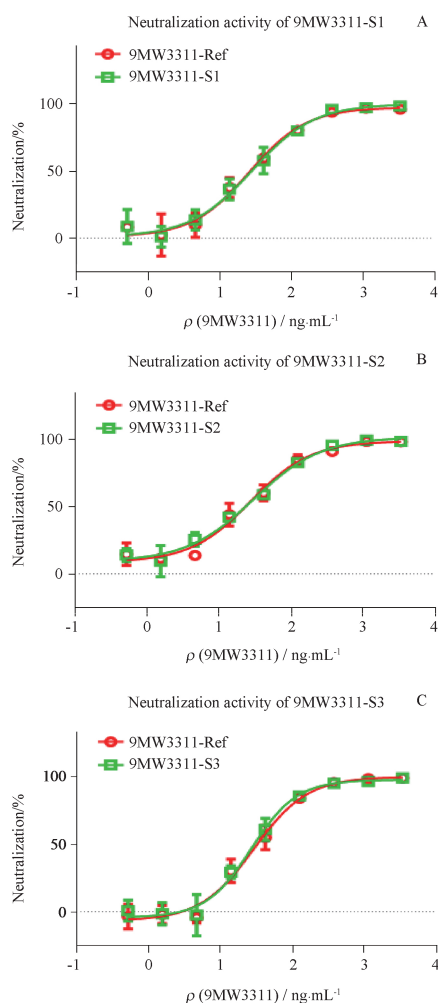 Neutralization activity of 9MW3311-S1 A
9MW3311-Ref
9MW3311-S1
Neutralization/%
100
50
0
-1 0 1 2 3 4
ρ (9MW3311) / ng·mL⁻¹
Neutralization activity of 9MW3311-S2 B
9MW3311-Ref
9MW3311-S2
Neutralization/%
100
50
0
-1 0 1 2 3 4
ρ (9MW3311) / ng·mL⁻¹
Neutralization activity of 9MW3311-S3 C
9MW3311-Ref
9MW3311-S3
Neutralization/%
100
50
0
-1 0 1 2 3 4
ρ (9MW3311) / ng·mL⁻¹